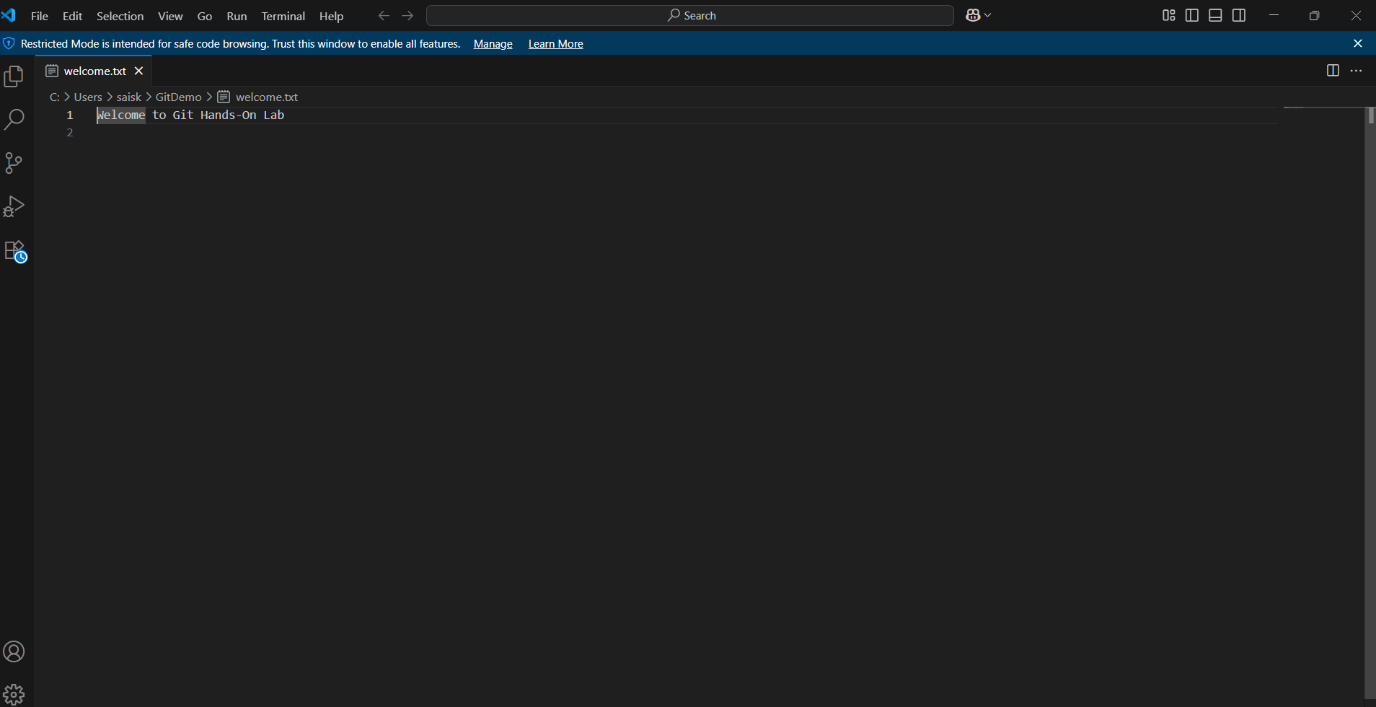 File Edit Selection View Go Run Terminal Help Search
Restricted Mode is intended for safe code browsing. Trust this window to enable all features. Manage Learn More
welcome.txt
C: > Users > saisk > GitDemo > welcome.txt
1 Welcome to Git Hands-On Lab
2